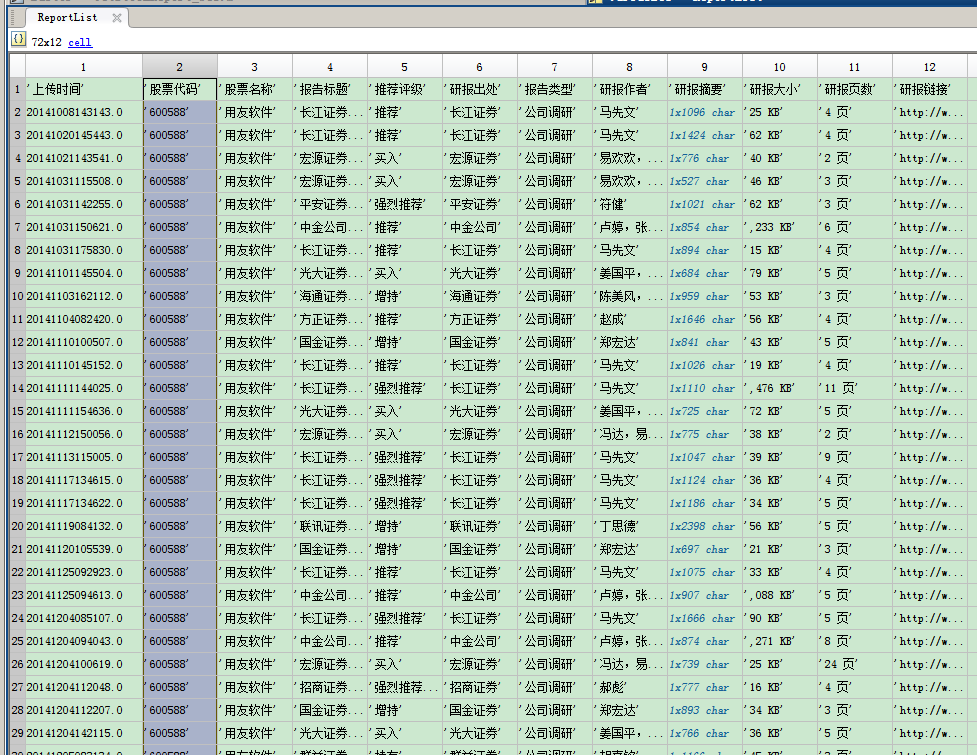 ReportList
{} 72x12 cell
1 2 3 4 5 6 7 8 9 10 11 12
1 '上传时间' '股票代码' '股票名称' '报告标题' '推荐评级' '研报出处' '报告类型' '研报作者' '研报摘要' '研报大小' '研报页数' '研报链接'
2 20141008143143.0 '600588' '用友软件' '长江证券... '推荐' '长江证券' '公司调研' '马先文' 1x1096 char '25 KB' '4 页' 'http://w...
3 20141020145443.0 '600588' '用友软件' '长江证券... '推荐' '长江证券' '公司调研' '马先文' 1x1424 char '62 KB' '4 页' 'http://w...
4 20141021143541.0 '600588' '用友软件' '宏源证券... '买入' '宏源证券' '公司调研' '易欢欢, ... 1x776 char '40 KB' '2 页' 'http://w...
5 20141031115508.0 '600588' '用友软件' '宏源证券... '买入' '宏源证券' '公司调研' '易欢欢, ... 1x527 char '46 KB' '3 页' 'http://w...
6 20141031142255.0 '600588' '用友软件' '平安证券... '强烈推荐' '平安证券' '公司调研' '符健' 1x1021 char '62 KB' '3 页' 'http://w...
7 20141031150621.0 '600588' '用友软件' '中金公司... '推荐' '中金公司' '公司调研' '卢婷,张... 1x854 char ',233 KB' '6 页' 'http://w...
8 20141031175830.0 '600588' '用友软件' '长江证券... '推荐' '长江证券' '公司调研' '马先文' 1x894 char '15 KB' '4 页' 'http://w...
9 20141101145504.0 '600588' '用友软件' '光大证券... '买入' '光大证券' '公司调研' '姜国平, ... 1x684 char '79 KB' '5 页' 'http://w...
10 20141103162112.0 '600588' '用友软件' '海通证券... '增持' '海通证券' '公司调研' '陈美风, ... 1x959 char '53 KB' '3 页' 'http://w...
11 20141104082420.0 '600588' '用友软件' '方正证券... '推荐' '方正证券' '公司调研' '赵成' 1x1646 char '56 KB' '4 页' 'http://w...
12 20141110100507.0 '600588' '用友软件' '国金证券... '增持' '国金证券' '公司调研' '郑宏达' 1x841 char '43 KB' '5 页' 'http://w...
13 20141110145152.0 '600588' '用友软件' '长江证券... '推荐' '长江证券' '公司调研' '马先文' 1x1026 char '19 KB' '4 页' 'http://w...
14 20141111144025.0 '600588' '用友软件' '长江证券... '强烈推荐' '长江证券' '公司调研' '马先文' 1x1110 char ',476 KB' '11 页' 'http://w...
15 20141111154636.0 '600588' '用友软件' '光大证券... '买入' '光大证券' '公司调研' '姜国平, ... 1x725 char '72 KB' '5 页' 'http://w...
16 20141112150056.0 '600588' '用友软件' '宏源证券... '买入' '宏源证券' '公司调研' '冯达,易... 1x775 char '38 KB' '2 页' 'http://w...
17 20141113115005.0 '600588' '用友软件' '长江证券... '强烈推荐' '长江证券' '公司调研' '马先文' 1x1047 char '39 KB' '9 页' 'http://w...
18 20141117134615.0 '600588' '用友软件' '长江证券... '强烈推荐' '长江证券' '公司调研' '马先文' 1x1124 char '36 KB' '4 页' 'http://w...
19 20141117134622.0 '600588' '用友软件' '长江证券... '强烈推荐' '长江证券' '公司调研' '马先文' 1x1186 char '34 KB' '5 页' 'http://w...
20 20141119084132.0 '600588' '用友软件' '联讯证券... '增持' '联讯证券' '公司调研' '丁思德' 1x2398 char '56 KB' '5 页' 'http://w...
21 20141120105539.0 '600588' '用友软件' '国金证券... '增持' '国金证券' '公司调研' '郑宏达' 1x697 char '21 KB' '3 页' 'http://w...
22 20141125092923.0 '600588' '用友软件' '长江证券... '推荐' '长江证券' '公司调研' '马先文' 1x1075 char '33 KB' '4 页' 'http://w...
23 20141125094613.0 '600588' '用友软件' '中金公司... '推荐' '中金公司' '公司调研' '卢婷,张... 1x907 char ',088 KB' '5 页' 'http://w...
24 20141204085107.0 '600588' '用友软件' '长江证券... '强烈推荐' '长江证券' '公司调研' '马先文' 1x1666 char '90 KB' '5 页' 'http://w...
25 20141204094043.0 '600588' '用友软件' '中金公司... '推荐' '中金公司' '公司调研' '卢婷,张... 1x874 char ',271 KB' '8 页' 'http://w...
26 20141204100619.0 '600588' '用友软件' '宏源证券... '买入' '宏源证券' '公司调研' '冯达,易... 1x739 char '25 KB' '24 页' 'http://w...
27 20141204112048.0 '600588' '用友软件' '招商证券... '强烈推荐... '招商证券' '公司调研' '郝彪' 1x777 char '16 KB' '4 页' 'http://w...
28 20141204112207.0 '600588' '用友软件' '国金证券... '增持' '国金证券' '公司调研' '郑宏达' 1x893 char '34 KB' '3 页' 'http://w...
29 20141204142115.0 '600588' '用友软件' '光大证券... '买入' '光大证券' '公司调研' '姜国平, ... 1x766 char '36 KB' '5 页' 'http://w...